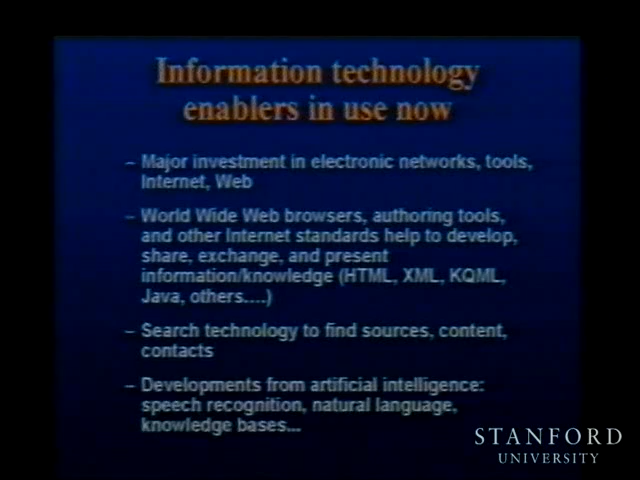 Information technology
enablers in use now
– Major investment in electronic networks, tools,
Internet, Web
– World Wide Web browsers, authoring tools,
and other Internet standards help to develop,
share, exchange, and present
information/knowledge (HTML, XML, KQML,
Java, others....)
– Search technology to find sources, content,
contacts
– Developments from artificial intelligence:
speech recognition, natural language,
knowledge bases...
STANFORD
UNIVERSITY